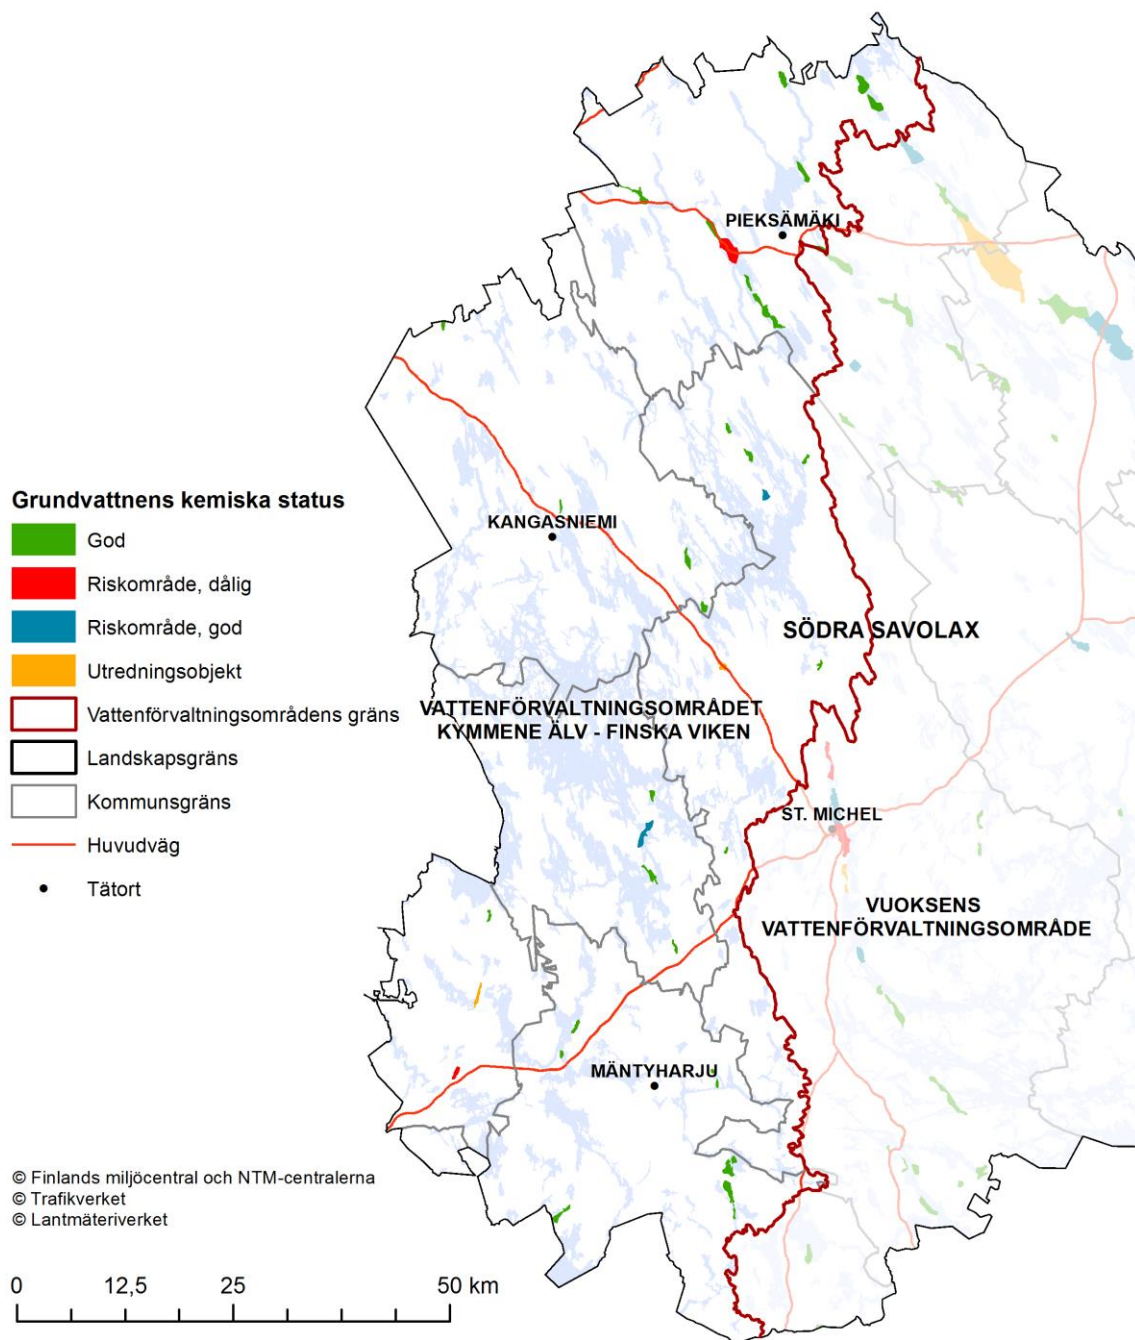 PIEKSÄMÄKI
Grundvattnens kemiska status
God
Riskområde, dålig
Riskområde, god
Utredningsobjekt
Vattenförvaltningsområdens gräns
Landskapsgräns
Kommunsgräns
Huvudväg
Tätort
KANGASNIEMI
SÖDRA SAVOLAX
VATTENFÖRVALTNINGSOMRÅDET
KYMMENE ÄLV - FINSKA VIKEN
ST. MICHEL
VUOKSENS
VATTENFÖRVALTNINGSOMRÅDE
MÄNTYHARJU
© Finlands miljöcentral och NTM-centralerna
© Trafikverket
© Lantmäteriverket
0 12,5 25 50 km